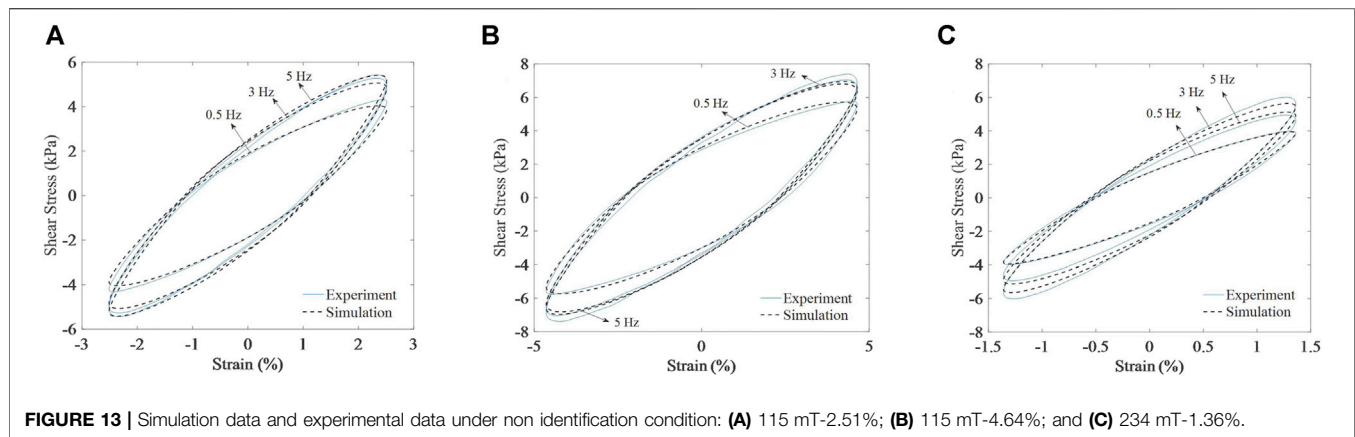 A
B
C
6
4
2
0
-2
-4
-6
-3
-2
-1
0
1
2
3
Shear Stress (kPa)
Strain (%)
0.5 Hz
3 Hz
5 Hz
Experiment
Simulation
8
6
4
2
0
-2
-4
-6
-8
-5
0
5
Shear Stress (kPa)
Strain (%)
3 Hz
0.5 Hz
5 Hz
Experiment
Simulation
8
6
4
2
0
-2
-4
-6
-8
-1.5
-1
-0.5
0
0.5
1
1.5
Shear Stress (kPa)
Strain (%)
5 Hz
3 Hz
0.5 Hz
Experiment
Simulation
FIGURE 13 | Simulation data and experimental data under non identification condition: (A) 115 mT-2.51%; (B) 115 mT-4.64%; and (C) 234 mT-1.36%.